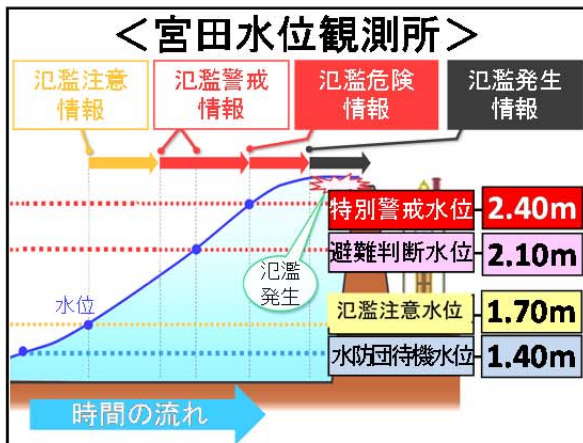 ＜宮田水位観測所＞
氾濫注意
情報
氾濫警戒
情報
氾濫危険
情報
氾濫発生
情報
特別警戒水位
2.40m
避難判断水位
2.10m
氾濫
発生
水位
氾濫注意水位
1.70m
水防団待機水位
1.40m
時間の流れ